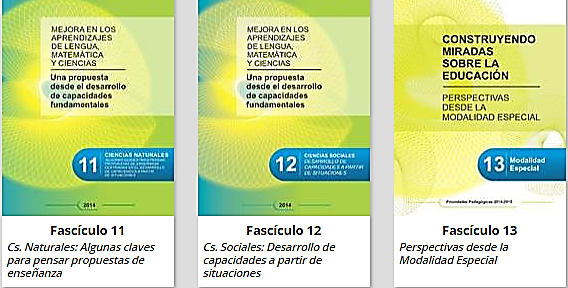 MEJORA EN LOS
APRENDIZAJES
DE LENGUA,
MATEMÁTICA
Y CIENCIAS
Una propuesta
desde el desarrollo
de capacidades
fundamentales
11
CIENCIAS NATURALES
2014
Fascículo 11
Cs. Naturales: Algunas claves
para pensar propuestas de
enseñanza
MEJORA EN LOS
APRENDIZAJES
DE LENGUA,
MATEMÁTICA
Y CIENCIAS
Una propuesta
desde el desarrollo
de capacidades
fundamentales
12
CIENCIAS SOCIALES
DESARROLLO DE
CAPACIDADES A PARTIR
DE SITUACIONES
2014
Fascículo 12
Cs. Sociales: Desarrollo de
capacidades a partir de
situaciones
CONSTRUYENDO
MIRADAS
SOBRE LA
EDUCACIÓN
PERSPECTIVAS
DESDE LA
MODALIDAD ESPECIAL
13
Modalidad
Especial
Prioridades Pedagógicas 2014-2015
Fascículo 13
Perspectivas desde la
Modalidad Especial